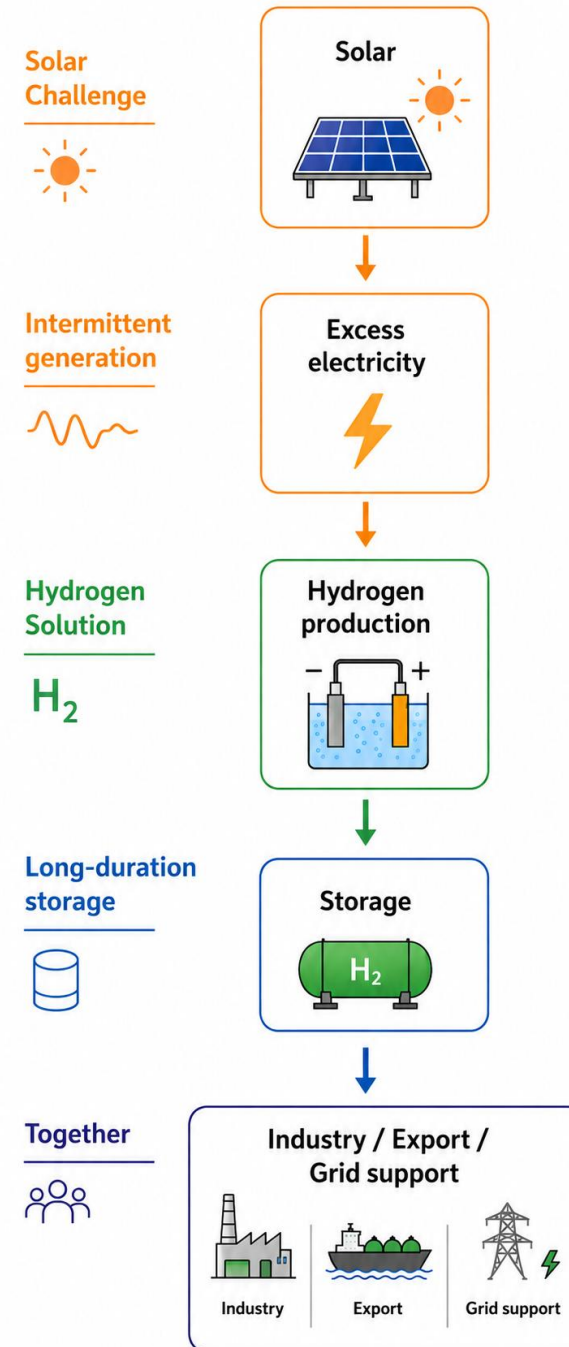 Solar
Challenge
Solar
Intermittent
generation
Excess
electricity
Hydrogen
Solution
H₂
Hydrogen
production
− +
Long-duration
storage
Storage
H₂
Together
Industry / Export /
Grid support
Industry
Export
Grid support